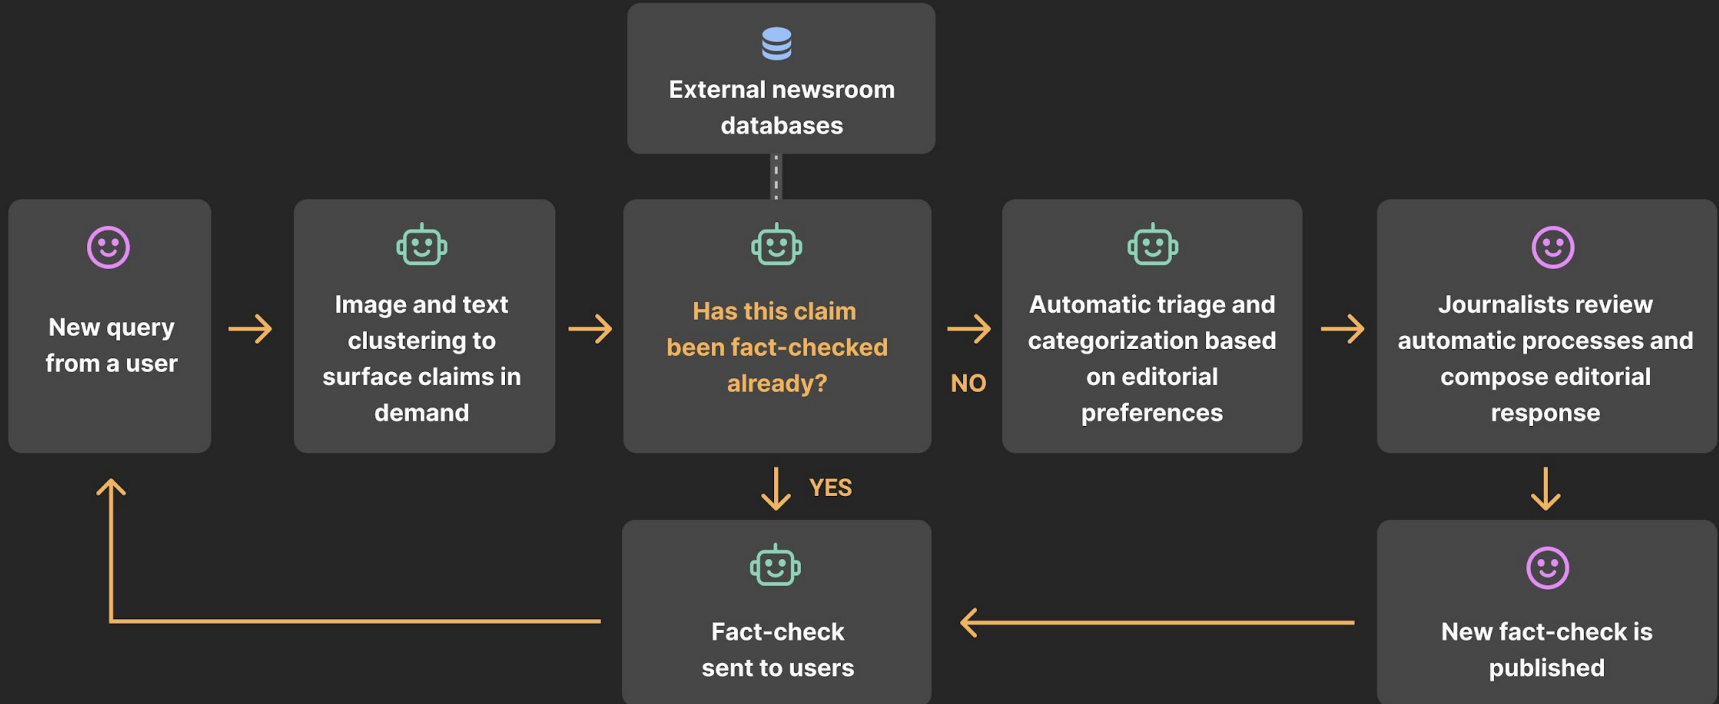 External newsroom
databases
New query
from a user
Image and text
clustering to
surface claims in
demand
Has this claim
been fact-checked
already?
NO
Automatic triage and
categorization based
on editorial
preferences
Journalists review
automatic processes and
compose editorial
response
YES
Fact-check
sent to users
New fact-check is
published